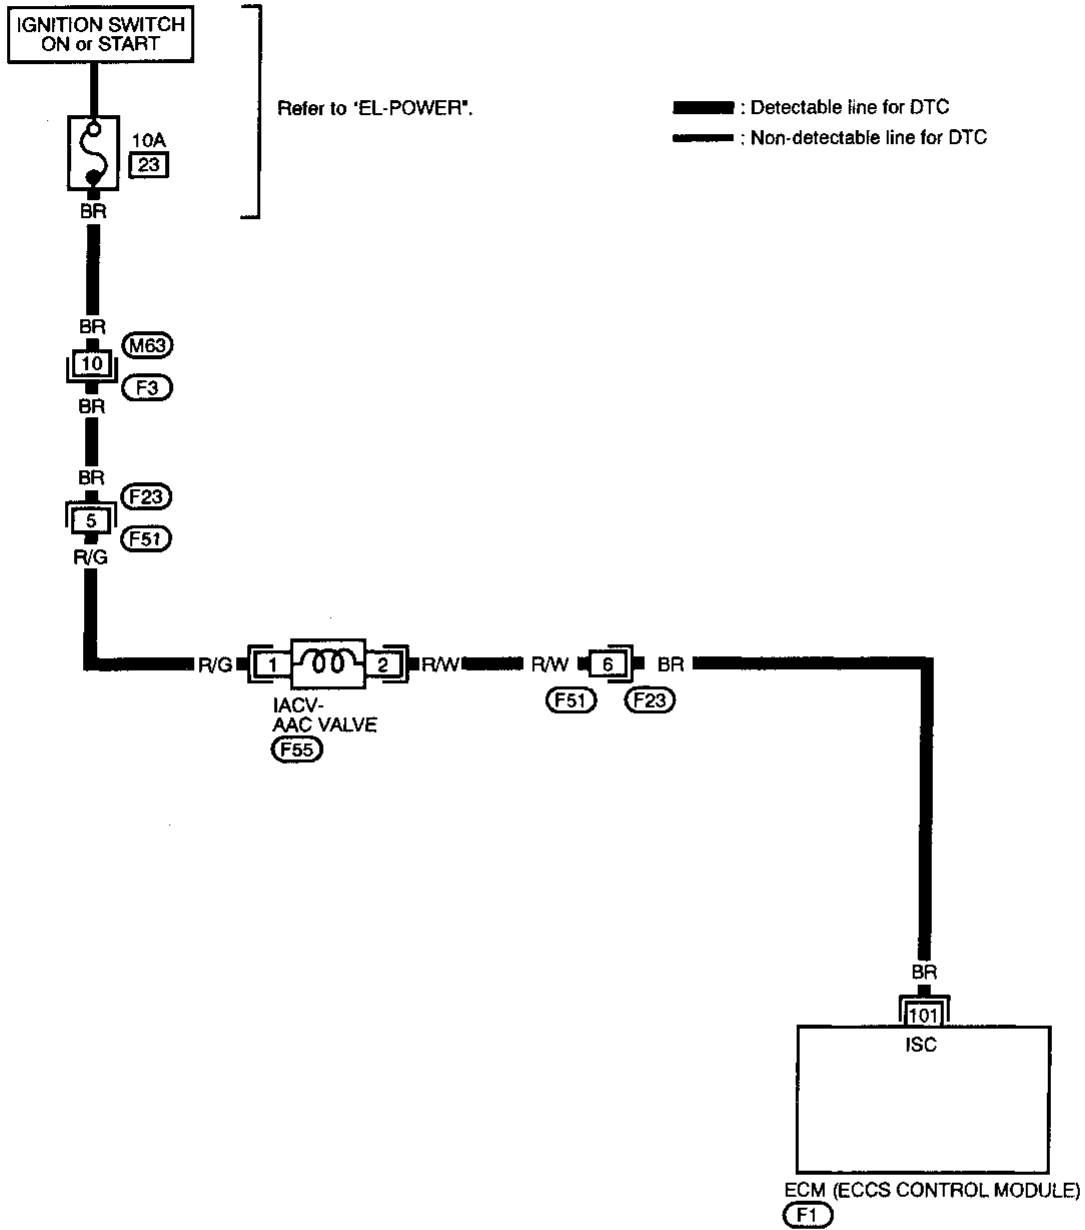 IGNITION SWITCH
ON or START
Refer to "EL-POWER".
: Detectable line for DTC
: Non-detectable line for DTC
10A
23
BR
BR
M63
10
F3
BR
BR
F23
5
F51
R/G
R/G
1
2
R/W
R/W
6
BR
F51
F23
IACV-
AAC VALVE
F55
BR
101
ISC
ECM (ECCS CONTROL MODULE)
F1